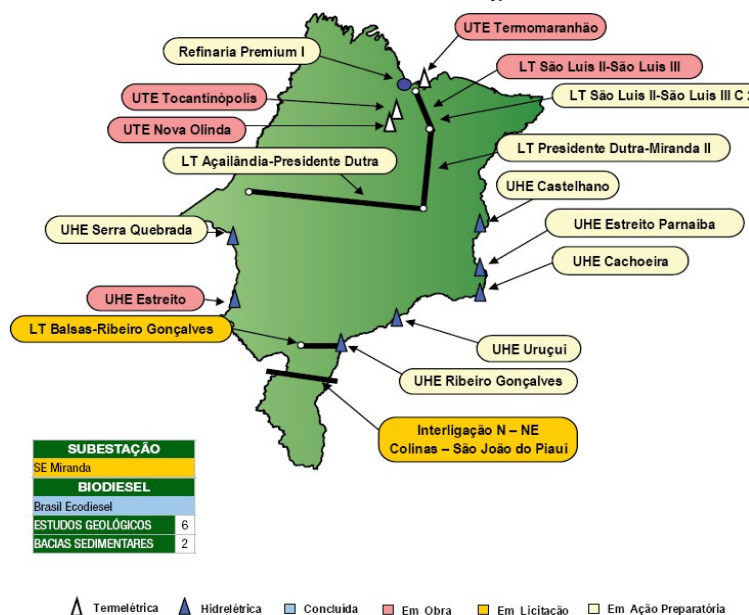 UTE Termomaranhão
Refinaria Premium I
LT São Luis II-São Luis III
UTE Tocantinópolis
LT São Luis II-São Luis III C 2
UTE Nova Olinda
LT Presidente Dutra-Miranda II
LT Açailândia-Presidente Dutra
UHE Castelhano
UHE Serra Quebrada
UHE Estreito Parnaíba
UHE Cachoeira
UHE Estreito
LT Balsas-Ribeiro Gonçalves
UHE Uruçui
UHE Ribeiro Gonçalves
Interligação N – NE
Colinas – São João do Piaui
SUBESTAÇÃO
SE Miranda
BIODIESEL
Brasil Ecodiesel
ESTUDOS GEOLÓGICOS 6
BACIAS SEDIMENTARES 2
Termelétrica Hidrelétrica Concluída Em Obra Em Licitação Em Ação Preparatória